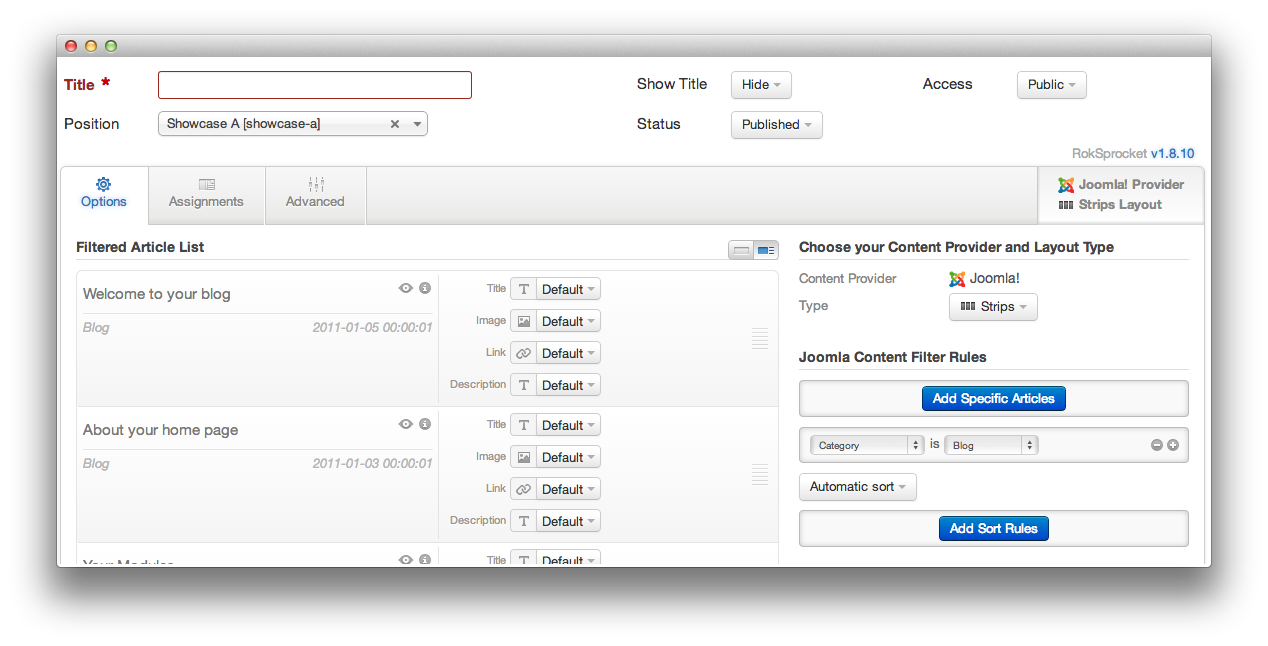 Title *
Show Title Hide
Access Public
Position Showcase A [showcase-a]
Status Published
RokSprocket v1.8.10
Options
Assignments
Advanced
Joomla! Provider
Strips Layout
Filtered Article List
Welcome to your blog
Blog 2011-01-05 00:00:01
Title T Default
Image Default
Link Default
Description T Default
About your home page
Blog 2011-01-03 00:00:01
Title T Default
Image Default
Link Default
Description T Default
Your Modules
Title T Default
Choose your Content Provider and Layout Type
Content Provider Joomla!
Type Strips
Joomla Content Filter Rules
Add Specific Articles
Category is Blog
Automatic sort
Add Sort Rules